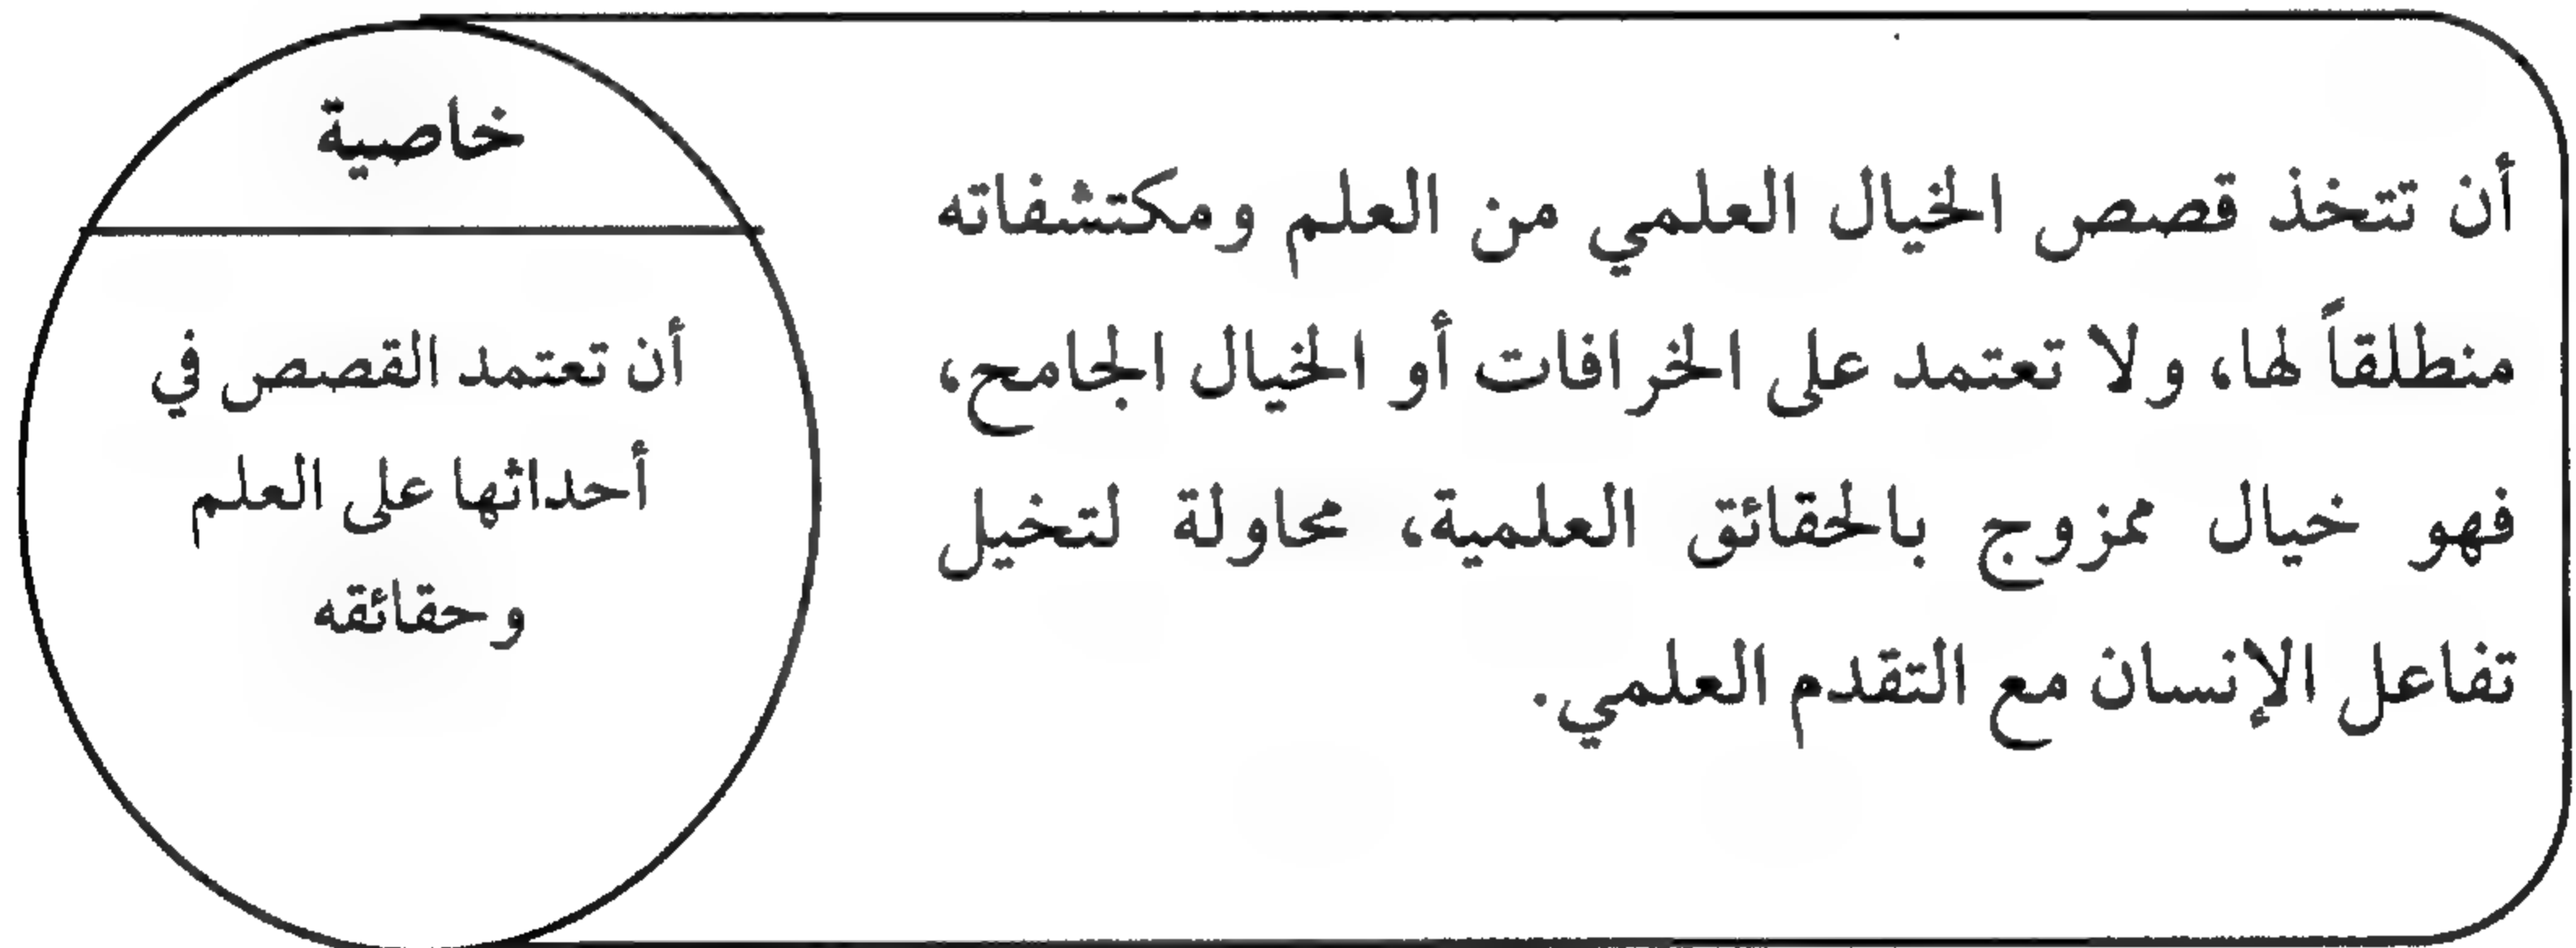 أن تتخذ قصص الخيال العلمي من العلم ومكتشفاته
منطلقاً لها، ولا تعتمد على الخرافات أو الخيال الجامح،
فهو خيال ممزوج بالحقائق العلمية، محاولة لتخيل
تفاعل الإنسان مع التقدم العلمي.
خاصية
أن تعتمد القصص في
أحداثها على العلم
وحقائقه